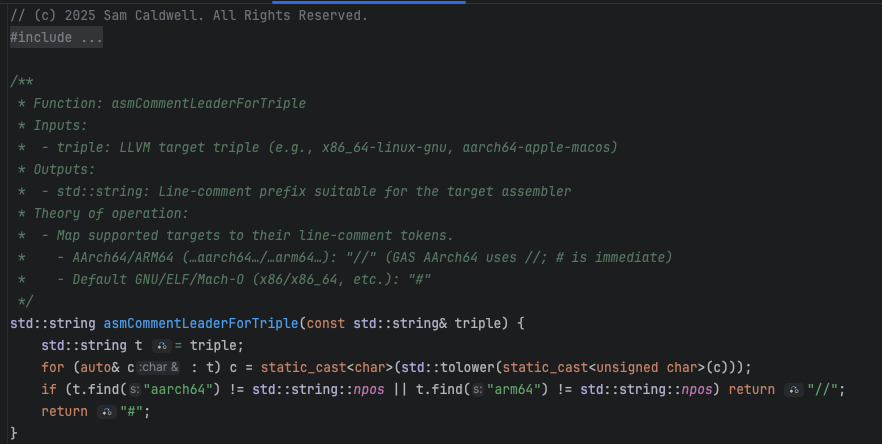 // (c) 2025 Sam Caldwell. All Rights Reserved.
#include ...
/**
 * Function: asmCommentLeaderForTriple
 * Inputs:
 *  - triple: LLVM target triple (e.g., x86_64-linux-gnu, aarch64-apple-macos)
 * Outputs:
 *  - std::string: Line-comment prefix suitable for the target assembler
 * Theory of operation:
 *  - Map supported targets to their line-comment tokens.
 *    - AArch64/ARM64 (…aarch64…/…arm64…): "//" (GAS AArch64 uses //; # is immediate)
 *    - Default GNU/ELF/Mach-O (x86/x86_64, etc.): "#"
 */
std::string asmCommentLeaderForTriple(const std::string& triple) {
    std::string t = triple;
    for (auto& c :char & : t) c = static_cast<char>(std::tolower(static_cast<unsigned char>(c)));
    if (t.find( s: "aarch64") != std::string::npos || t.find( s: "arm64") != std::string::npos) return "//";
    return "#";
}